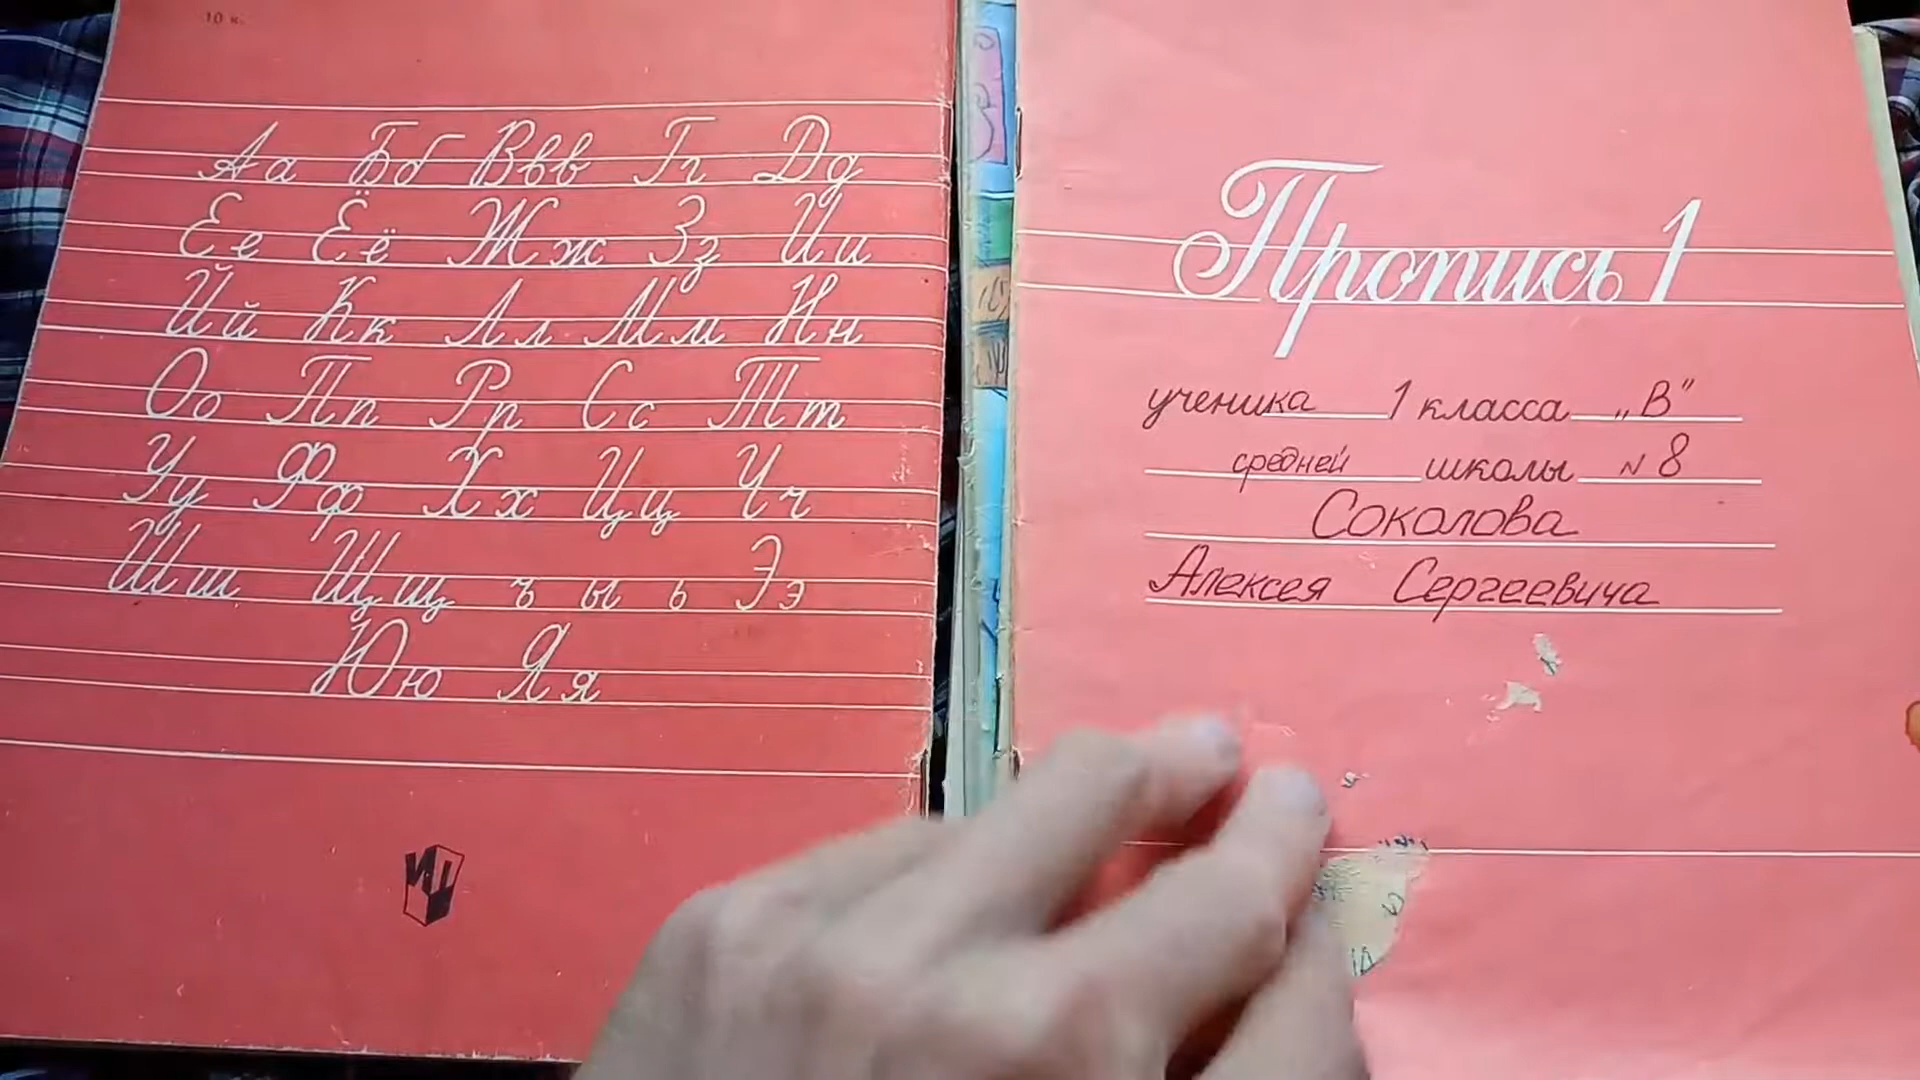 10 к.
Аа Бб Ввв Гг Дд
Ее Ёё Жж Зз Ии
Йй Кк Лл Мм Нн
Оо Пп Рр Сс Тт
Уу Фф Хх Цц Чч
Шш Щщ ъ ы ь Ээ
Юю Яя
Пропись 1
ученика 1 класса „В”
средней школы № 8
Соколова
Алексея Сергеевича